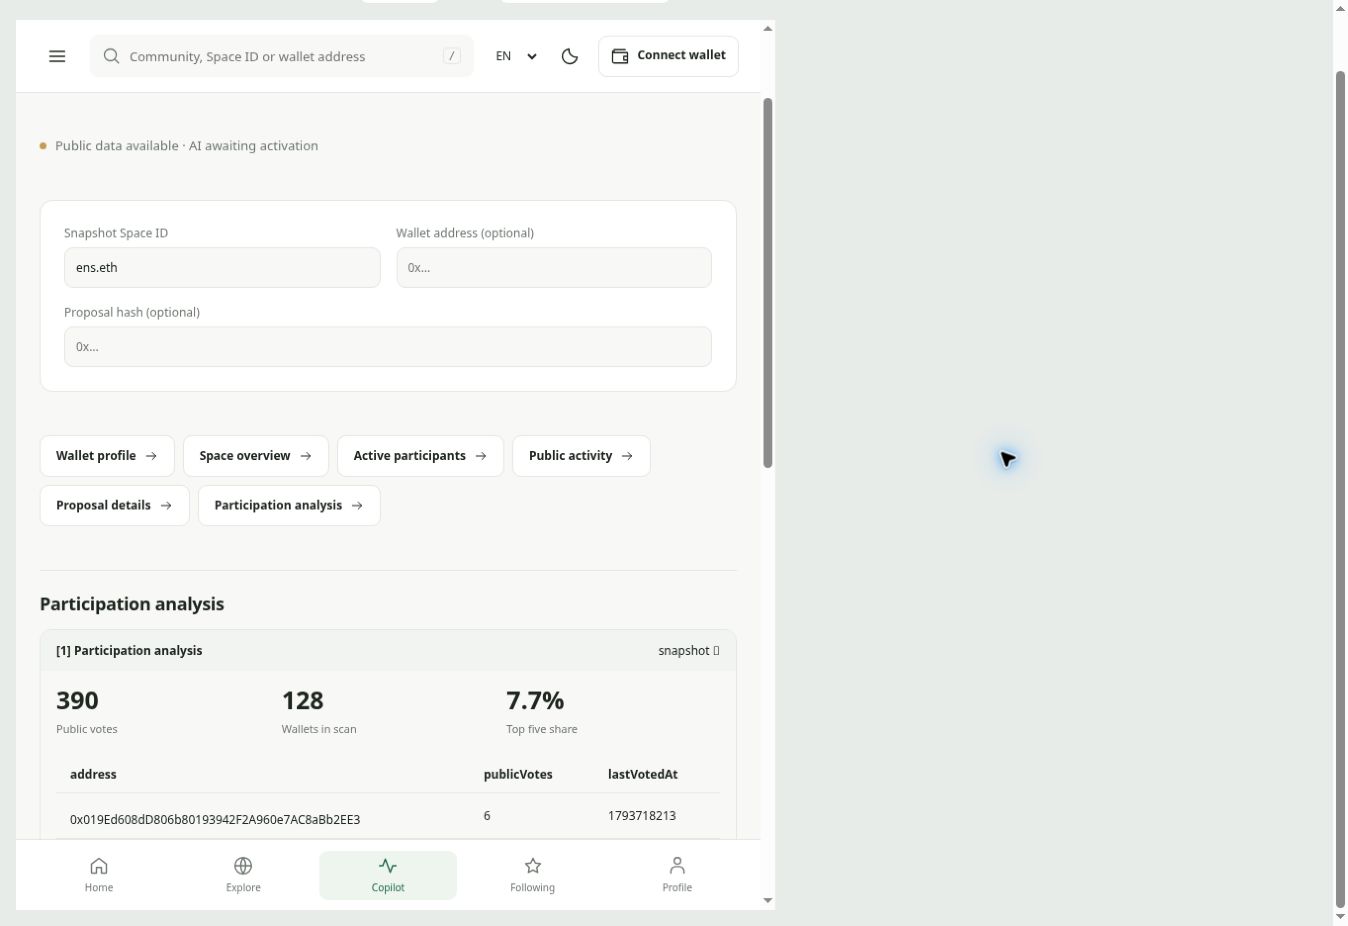 Community, Space ID or wallet address
/
EN
Connect wallet
Public data available · AI awaiting activation
Snapshot Space ID
Wallet address (optional)
ens.eth
0x...
Proposal hash (optional)
0x...
Wallet profile →
Space overview →
Active participants →
Public activity →
Proposal details →
Participation analysis →
Participation analysis
[1] Participation analysis
snapshot
390
128
7.7%
Public votes
Wallets in scan
Top five share
address
publicVotes
lastVotedAt
0x019Ed608dD806b80193942F2A960e7AC8aBb2EE3
6
1793718213
Home
Explore
Copilot
Following
Profile